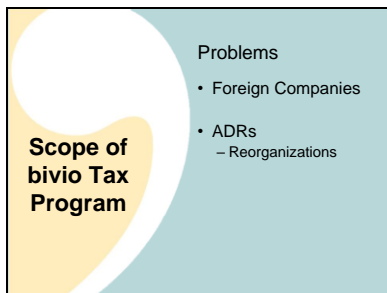 Problems
• Foreign Companies
• ADRs
– Reorganizations
Scope of
bivio Tax
Program